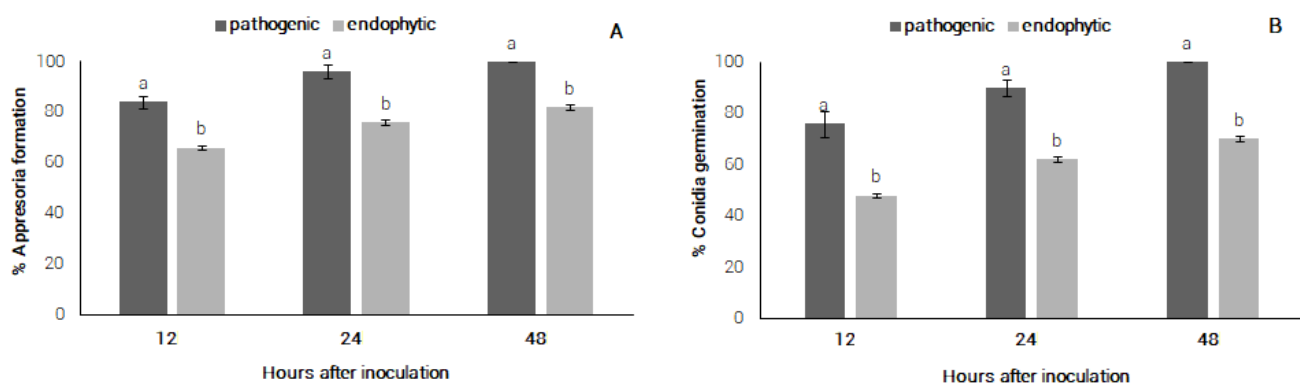 pathogenic endophytic
A
a a a
b b b
100
80
60
40
20
0
% Appresoria formation
12 24 48
Hours after inoculation
pathogenic endophytic
B
a a a
b b b
100
80
60
40
20
0
% Conidia germination
12 24 48
Hours after inoculation